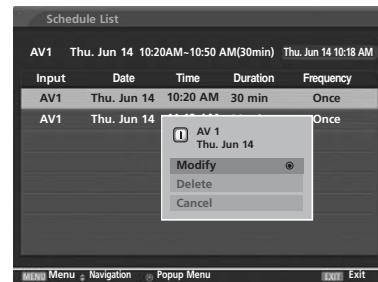 Schedule List
AV1 Thu. Jun 14 10:20AM~10:50 AM(30min) Thu. Jun 14 10:18 AM
Input Date Time Duration Frequency
AV1 Thu. Jun 14 10:20 AM 30 min Once
AV1 Thu. Jun 14 Once
AV 1
Thu. Jun 14
Modify
Delete
Cancel
MENU Menu Navigation Popup Menu EXIT Exit